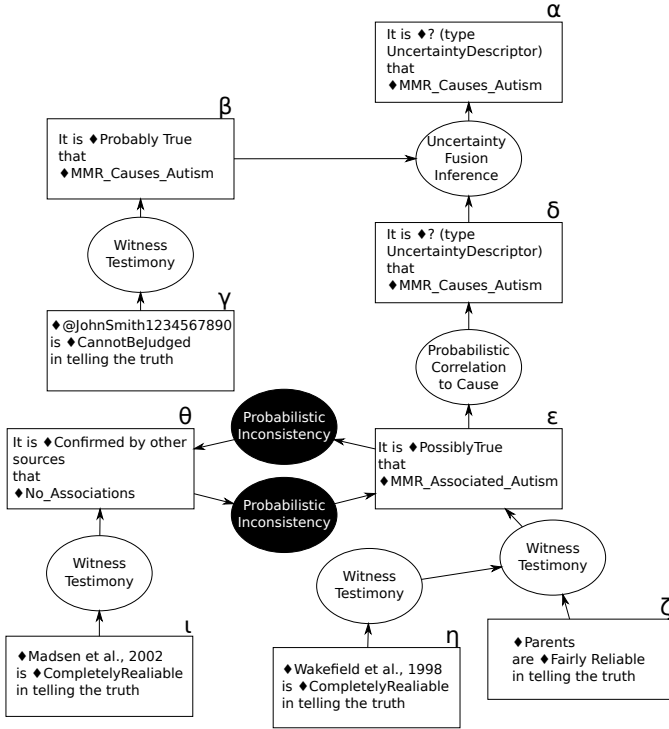 α
It is ♦? (type
UncertaintyDescriptor)
that
♦MMR_Causes_Autism
β
It is ♦Probably True
that
♦MMR_Causes_Autism
Uncertainty
Fusion
Inference
δ
It is ♦? (type
UncertaintyDescriptor)
that
♦MMR_Causes_Autism
Witness
Testimony
γ
♦@JohnSmith1234567890
is ♦CannotBeJudged
in telling the truth
Probabilistic
Correlation
to Cause
Probabilistic
Inconsistency
θ
It is ♦Confirmed by other
sources
that
♦No_Associations
ε
It is ♦PossiblyTrue
that
♦MMR_Associated_Autism
Probabilistic
Inconsistency
Witness
Testimony
Witness
Testimony
Witness
Testimony
ι
♦Madsen et al., 2002
is ♦CompletelyRealiable
in telling the truth
η
♦Wakefield et al., 1998
is ♦CompletelyRealiable
in telling the truth
ζ
♦Parents
are ♦Fairly Reliable
in telling the truth